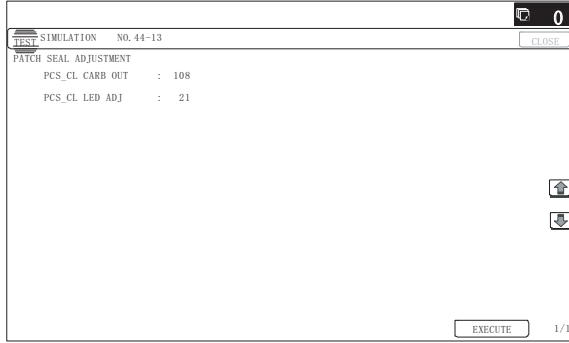 0
TEST SIMULATION NO. 44-13 CLOSE
PATCH SEAL ADJUSTMENT
PCS_CL CARB OUT : 108
PCS_CL LED ADJ : 21
EXECUTE 1/1